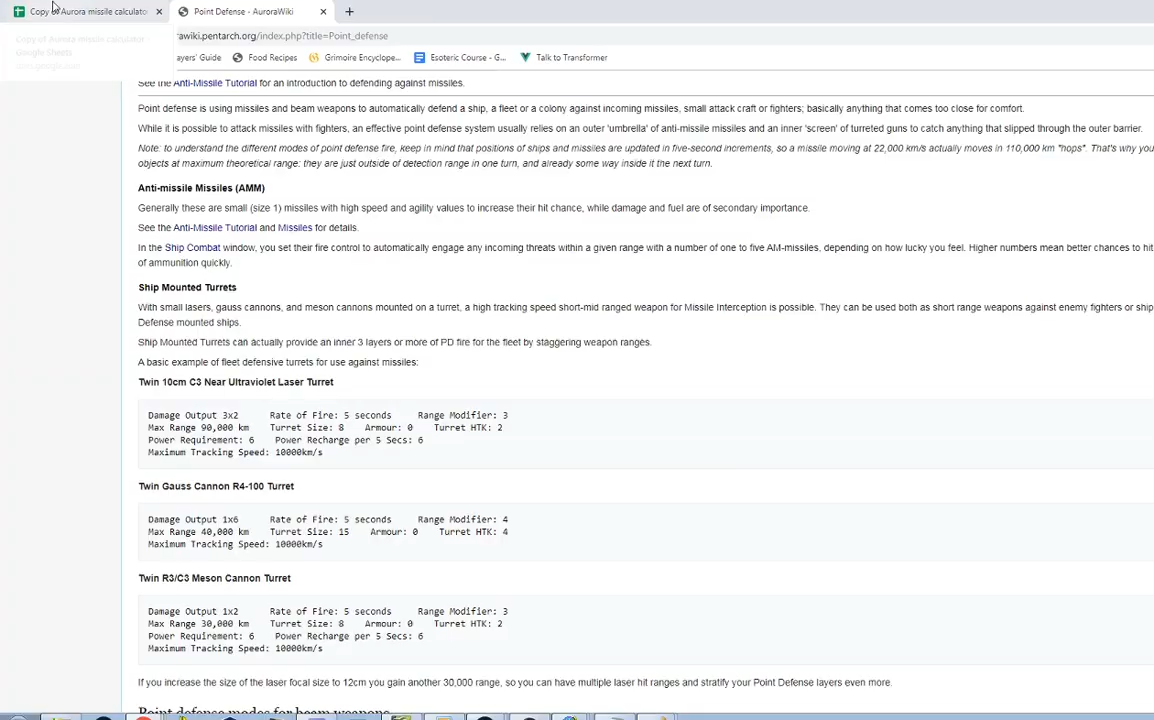 Copy of Aurora missile calculato
Point Defense - AuroraWiki
Copy of Aurora missile calculator -
Google Sheets
docs.google.com
awiki.pentarch.org/index.php?title=Point_defense
ayers' Guide
Food Recipes
Grimoire Encyclope...
Esoteric Course - G...
Talk to Transformer
See the Anti-Missile Tutorial for an introduction to defending against missiles.
Point defense is using missiles and beam weapons to automatically defend a ship, a fleet or a colony against incoming missiles, small attack craft or fighters; basically anything that comes too close for comfort.
While it is possible to attack missiles with fighters, an effective point defense system usually relies on an outer 'umbrella' of anti-missile missiles and an inner 'screen' of turreted guns to catch anything that slipped through the outer barrier.
Note: to understand the different modes of point defense fire, keep in mind that positions of ships and missiles are updated in five-second increments, so a missile moving at 22,000 km/s actually moves in 110,000 km "hops". That's why you
objects at maximum theoretical range: they are just outside of detection range in one turn, and already some way inside it the next turn.
Anti-missile Missiles (AMM)
Generally these are small (size 1) missiles with high speed and agility values to increase their hit chance, while damage and fuel are of secondary importance.
See the Anti-Missile Tutorial and Missiles for details.
In the Ship Combat window, you set their fire control to automatically engage any incoming threats within a given range with a number of one to five AM-missiles, depending on how lucky you feel. Higher numbers mean better chances to hit
of ammunition quickly.
Ship Mounted Turrets
With small lasers, gauss cannons, and meson cannons mounted on a turret, a high tracking speed short-mid ranged weapon for Missile Interception is possible. They can be used both as short range weapons against enemy fighters or ship
Defense mounted ships.
Ship Mounted Turrets can actually provide an inner 3 layers or more of PD fire for the fleet by staggering weapon ranges.
A basic example of fleet defensive turrets for use against missiles:
Twin 10cm C3 Near Ultraviolet Laser Turret
Damage Output 3x2 Rate of Fire: 5 seconds Range Modifier: 3
Max Range 90,000 km Turret Size: 8 Armour: 0 Turret HTK: 2
Power Requirement: 6 Power Recharge per 5 Secs: 6
Maximum Tracking Speed: 10000km/s
Twin Gauss Cannon R4-100 Turret
Damage Output 1x6 Rate of Fire: 5 seconds Range Modifier: 4
Max Range 40,000 km Turret Size: 15 Armour: 0 Turret HTK: 4
Maximum Tracking Speed: 10000km/s
Twin R3/C3 Meson Cannon Turret
Damage Output 1x2 Rate of Fire: 5 seconds Range Modifier: 3
Max Range 30,000 km Turret Size: 8 Armour: 0 Turret HTK: 2
Power Requirement: 6 Power Recharge per 5 Secs: 6
Maximum Tracking Speed: 10000km/s
If you increase the size of the laser focal size to 12cm you gain another 30,000 range, so you can have multiple laser hit ranges and stratify your Point Defense layers even more.
Point defense modes for beam weapons